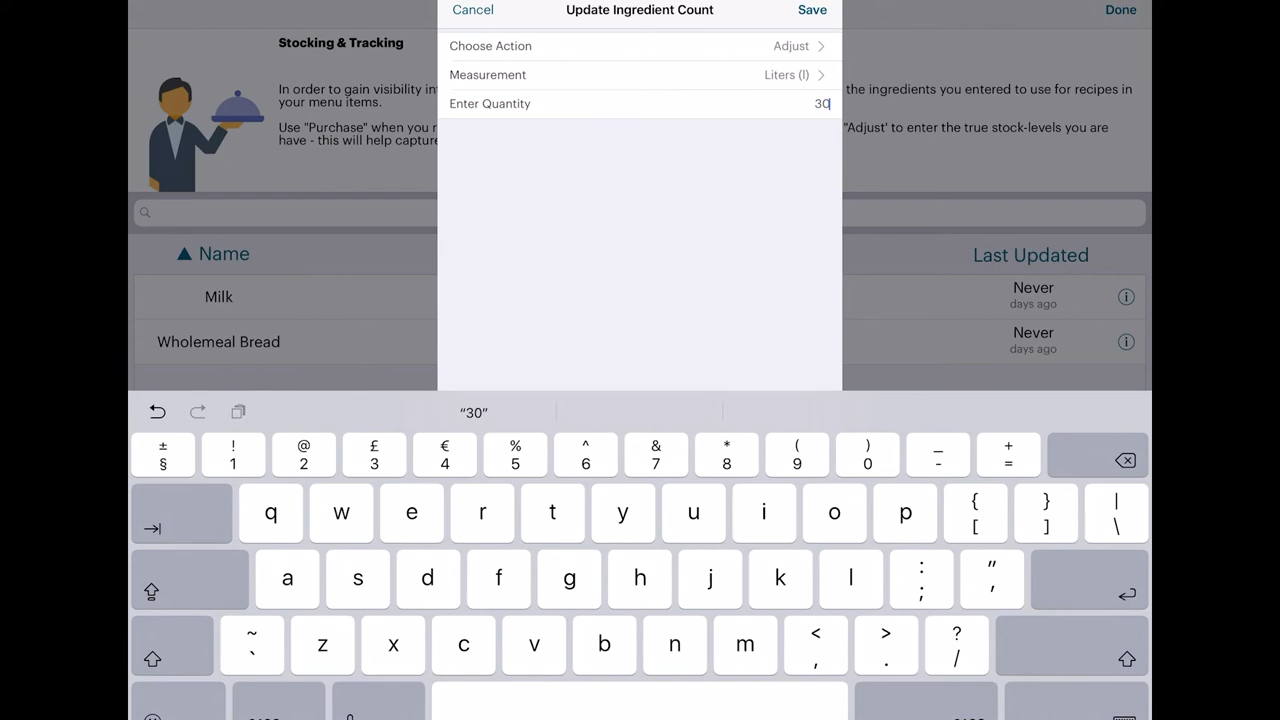 Cancel
Update Ingredient Count
Save
Done
Stocking & Tracking
Choose Action
Adjust
Measurement
Liters (l)
Enter Quantity
30
In order to gain visibility in
the ingredients you entered to use for recipes in
your menu items.
Use "Purchase" when you r
"Adjust' to enter the true stock-levels you are
have - this will help capture
▲ Name
Last Updated
Milk
Never
days ago
Wholemeal Bread
Never
days ago
"30"
± ! @ £ € % ^ & * ( ) _ +
§ 1 2 3 4 5 6 7 8 9 0 - =
q w e r t y u i o p { [ } ] | \
a s d f g h j k l : ; " '
~ ` z x c v b n m < , > . ? /